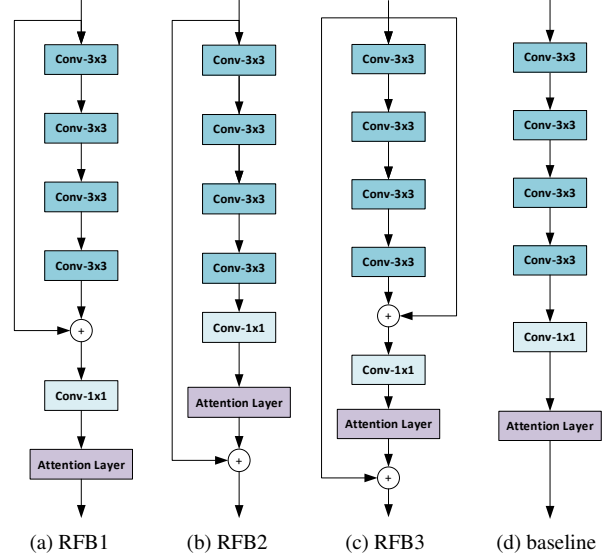 Conv-3x3
Conv-3x3
Conv-3x3
Conv-3x3
+
Conv-1x1
Attention Layer
(a) RFB1
Conv-3x3
Conv-3x3
Conv-3x3
Conv-3x3
Conv-1x1
Attention Layer
+
(b) RFB2
Conv-3x3
Conv-3x3
Conv-3x3
Conv-3x3
+
Conv-1x1
Attention Layer
+
(c) RFB3
Conv-3x3
Conv-3x3
Conv-3x3
Conv-3x3
Conv-1x1
Attention Layer
(d) baseline